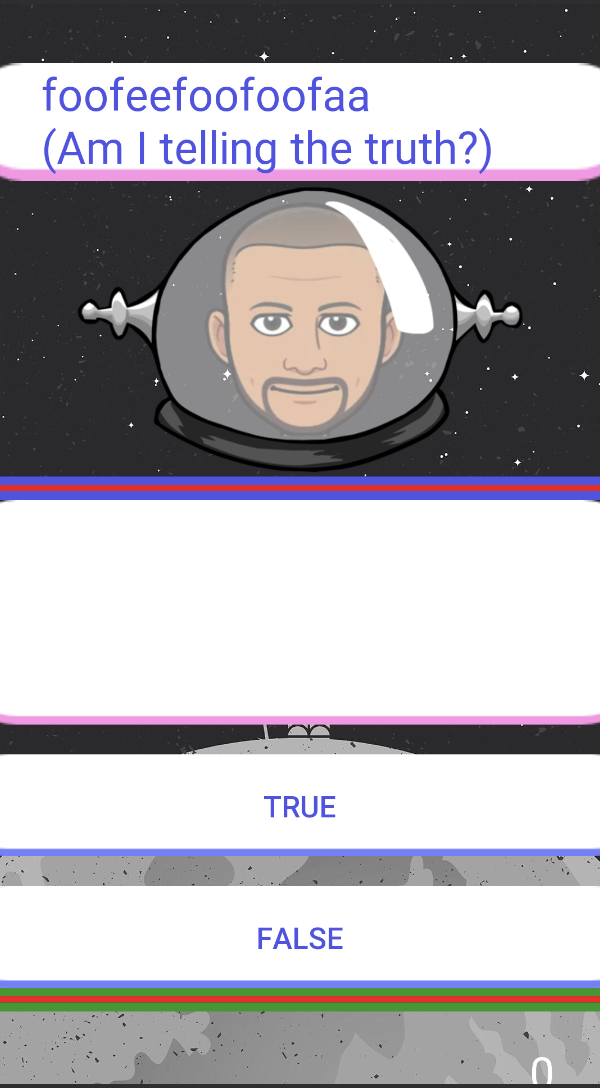 foofeefoofoofaa
(Am I telling the truth?)
TRUE
FALSE
0